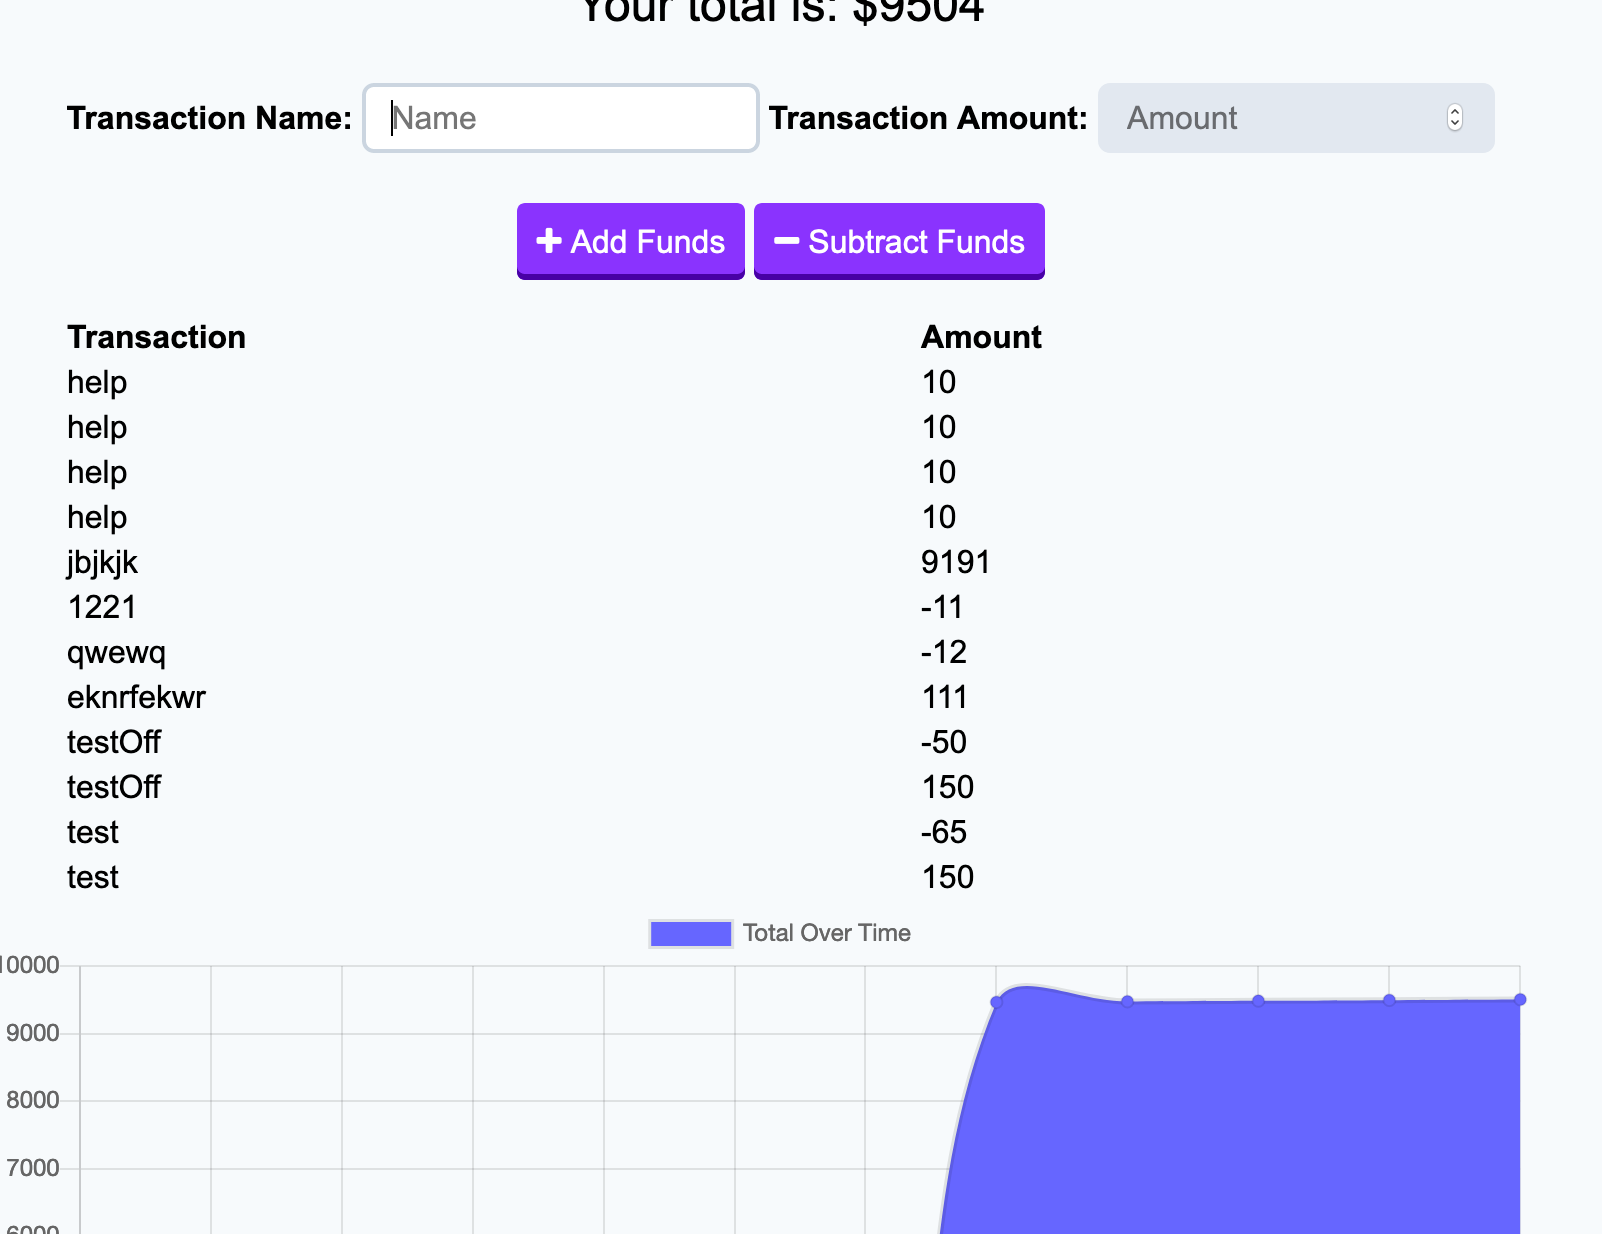 Your total is: $9504
Transaction Name: Name Transaction Amount: Amount
Add Funds Subtract Funds
Transaction Amount
help 10
help 10
help 10
help 10
jbjkjk 9191
1221 -11
qwewq -12
eknrfekwr 111
testOff -50
testOff 150
test -65
test 150
Total Over Time
10000
9000
8000
7000
6000